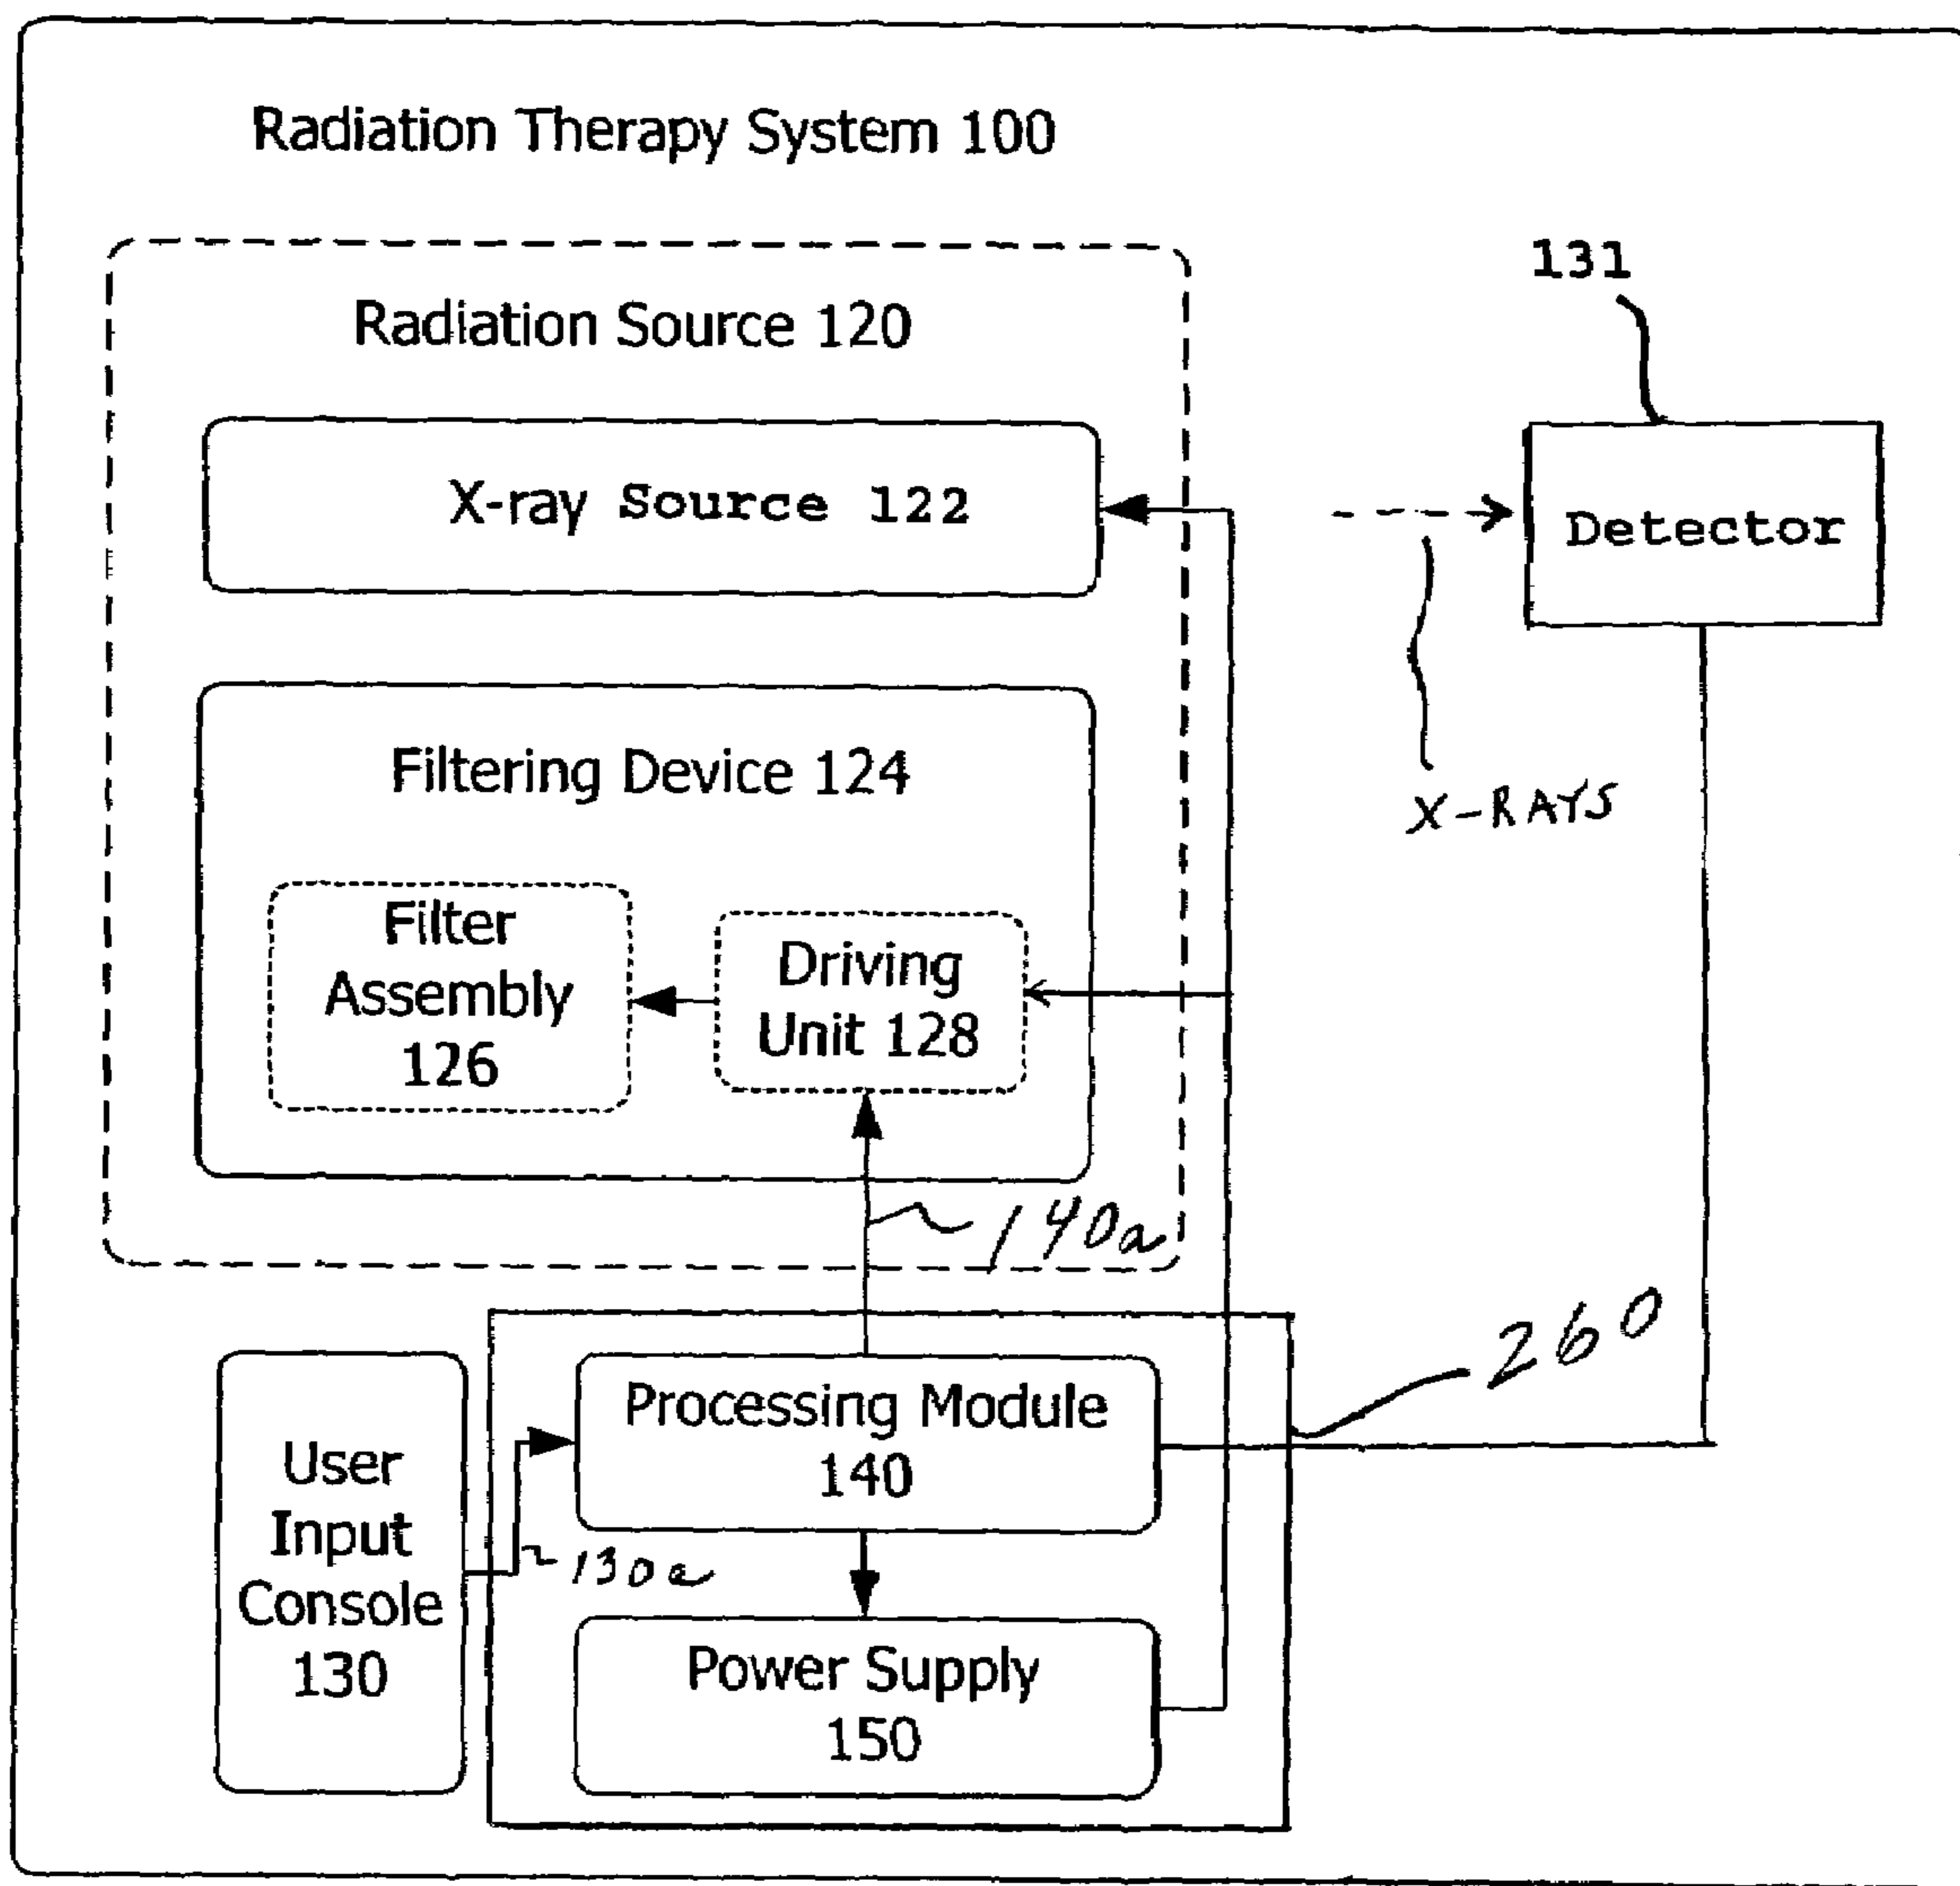 Radiation Therapy System 100
131
Radiation Source 120
X-ray Source 122
Detector
X-RAYS
Filtering Device 124
Filter
Assembly
126
Driving
Unit 128
140a
260
User
Input
Console
130
Processing Module
140
130a
Power Supply
150